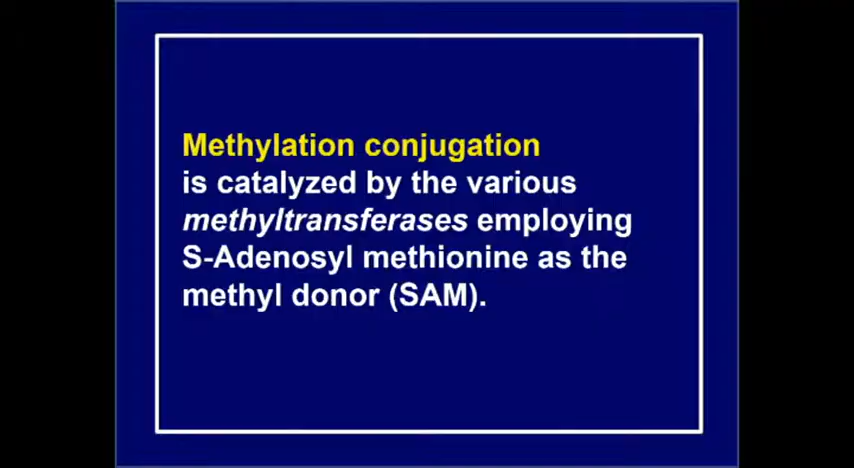 Methylation conjugation
is catalyzed by the various
methyltransferases employing
S-Adenosyl methionine as the
methyl donor (SAM).